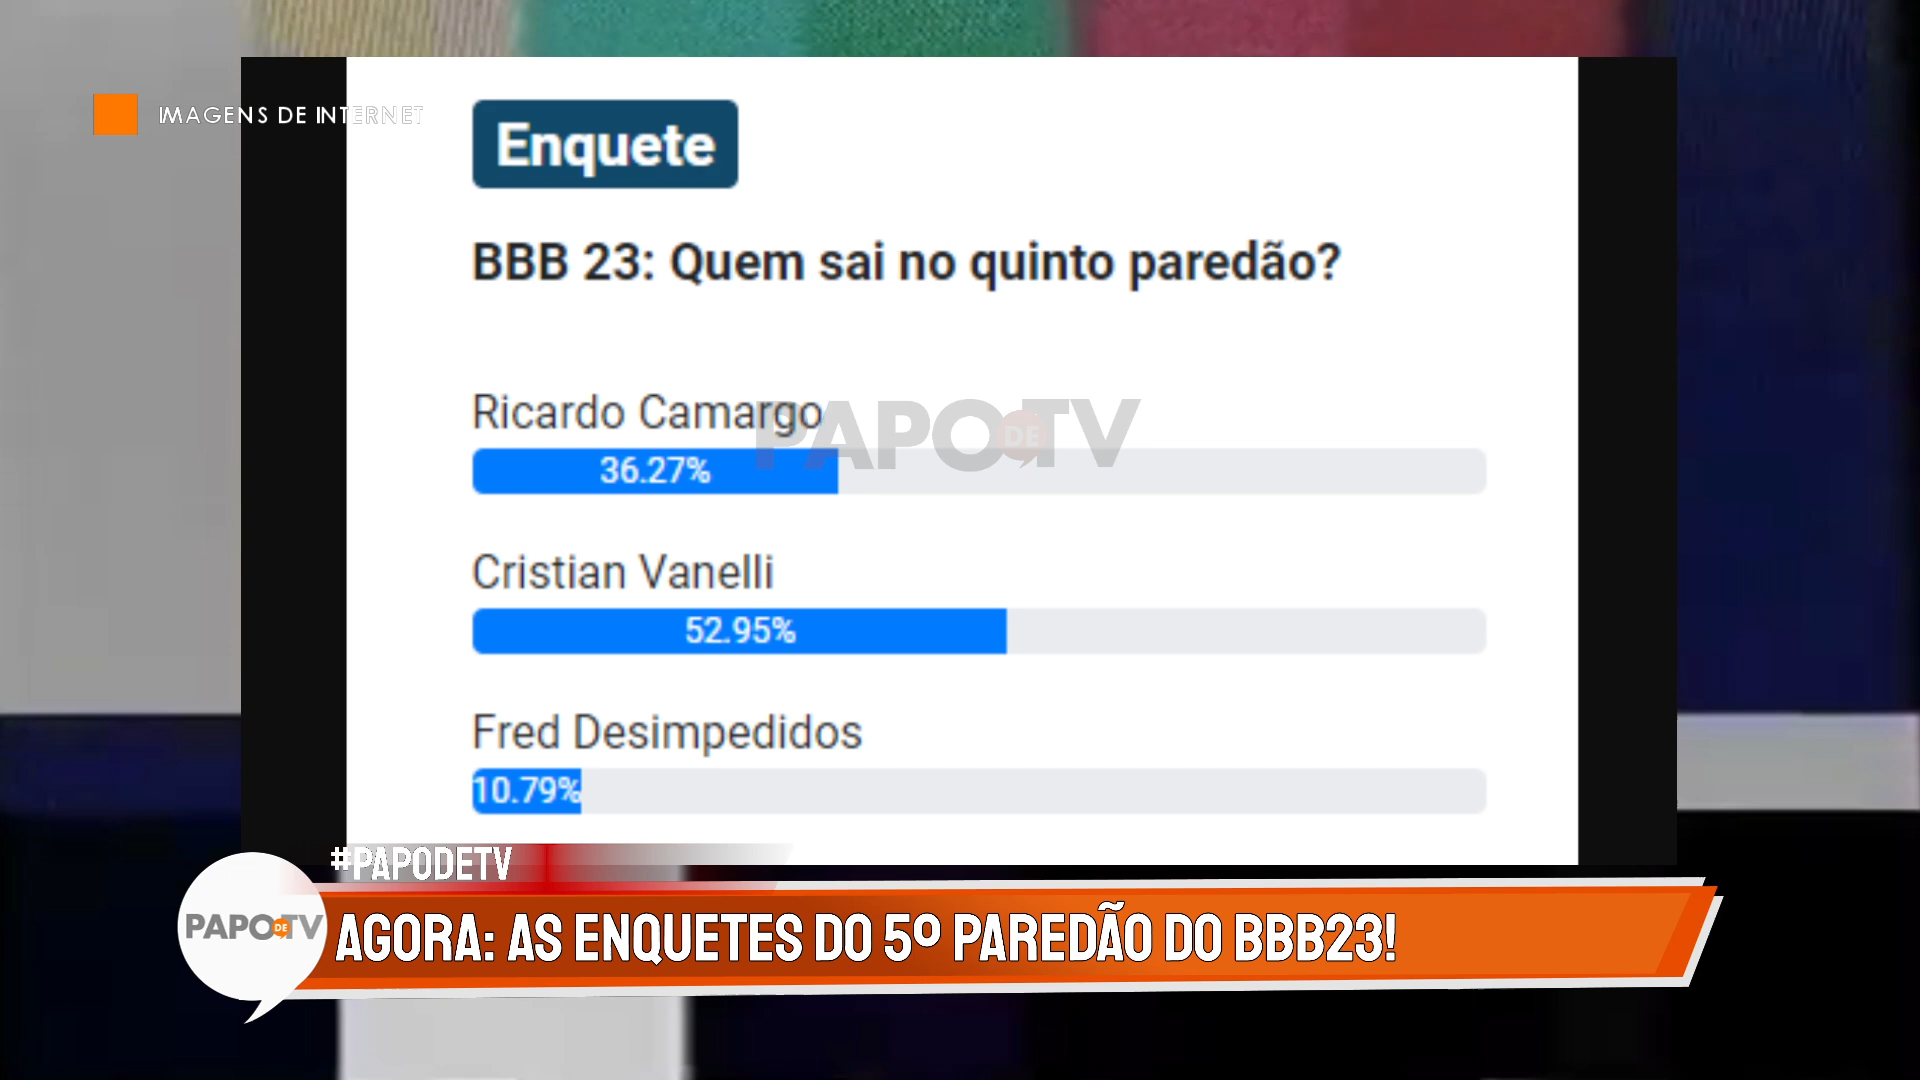 IMAGENS DE INTERNET
Enquete
BBB 23: Quem sai no quinto paredão?
Ricardo Camargo
PAPO DE TV
36.27%
Cristian Vanelli
52.95%
Fred Desimpedidos
10.79%
#PAPODETV
PAPO DE TV
AGORA: AS ENQUETES DO 5º PAREDÃO DO BBB23!